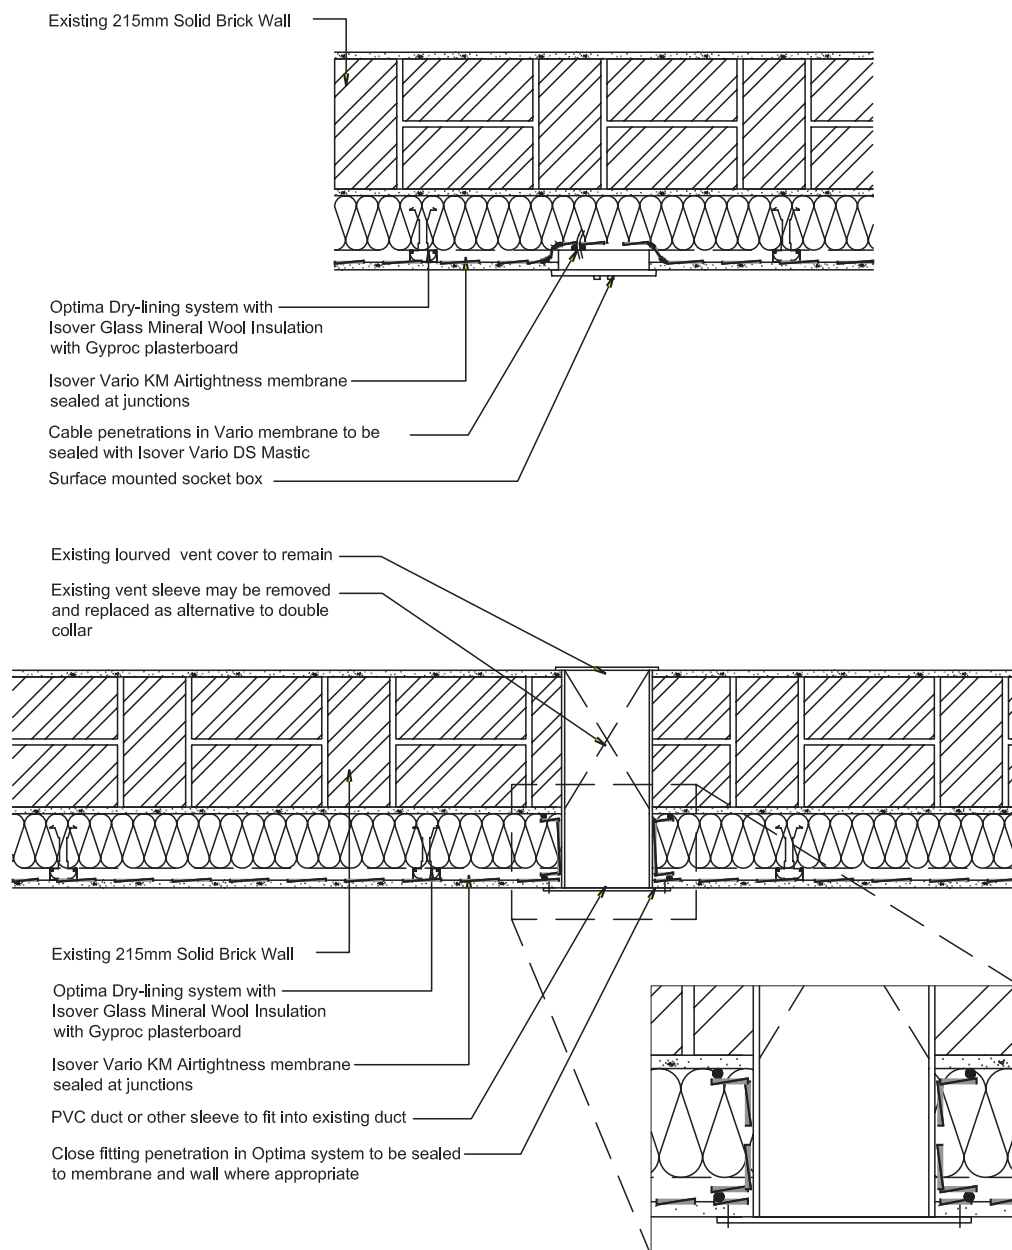 Existing 215mm Solid Brick Wall
Optima Dry-lining system with
Isover Glass Mineral Wool Insulation
with Gyproc plasterboard
Isover Vario KM Airtightness membrane
sealed at junctions
Cable penetrations in Vario membrane to be
sealed with Isover Vario DS Mastic
Surface mounted socket box
Existing lourved vent cover to remain
Existing vent sleeve may be removed
and replaced as alternative to double
collar
Existing 215mm Solid Brick Wall
Optima Dry-lining system with
Isover Glass Mineral Wool Insulation
with Gyproc plasterboard
Isover Vario KM Airtightness membrane
sealed at junctions
PVC duct or other sleeve to fit into existing duct
Close fitting penetration in Optima system to be sealed
to membrane and wall where appropriate